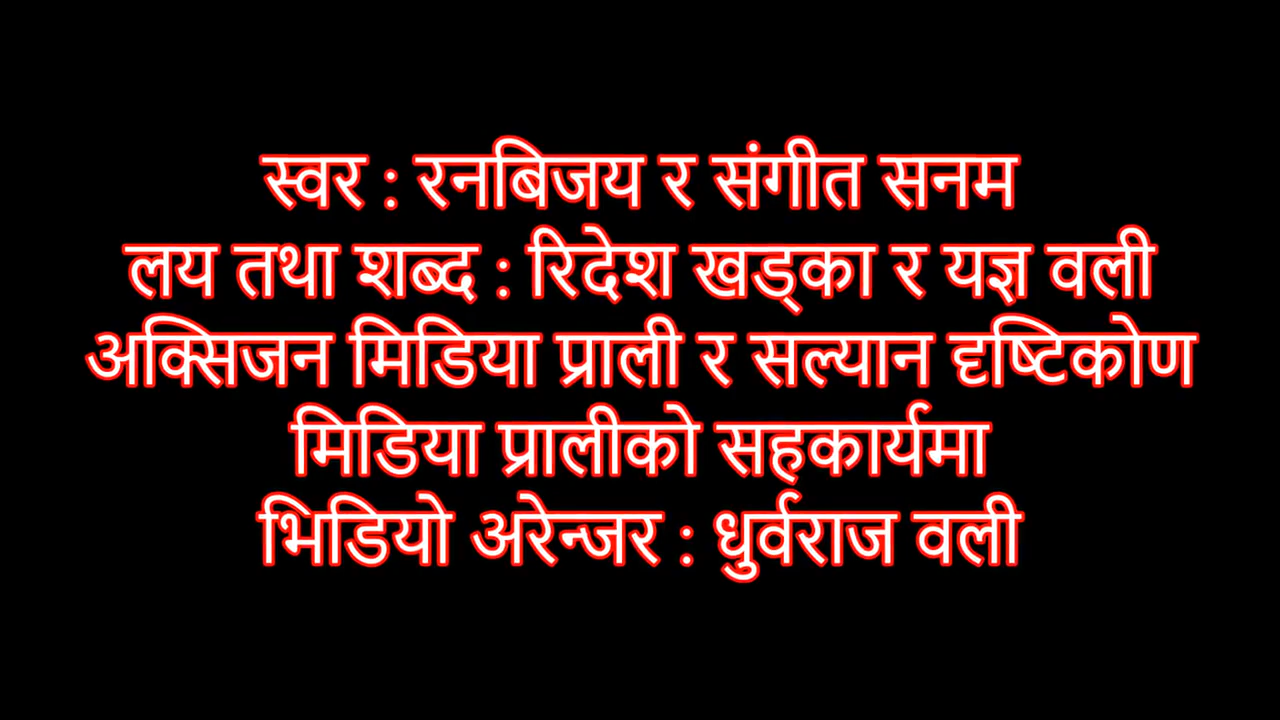 स्वर : रनबिजय र संगीत सनम
लय तथा शब्द : रिदेश खड्का र यज्ञ वली
अक्सिजन मिडिया प्राली र सल्यान दृष्टिकोण
मिडिया प्रालीको सहकार्यमा
भिडियो अरेन्जर : धुर्वराज वली